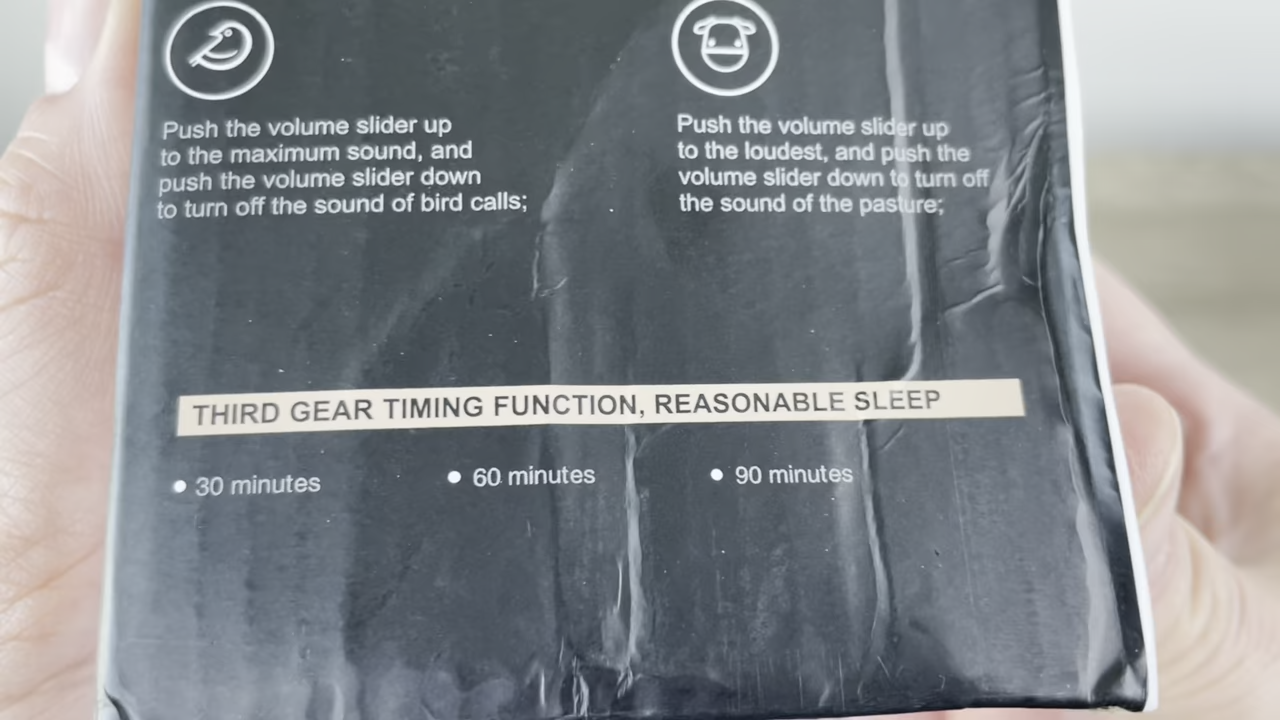 Push the volume slider up
to the maximum sound, and
push the volume slider down
to turn off the sound of bird calls;
Push the volume slider up
to the loudest, and push the
volume slider down to turn off
the sound of the pasture;
THIRD GEAR TIMING FUNCTION, REASONABLE SLEEP
• 30 minutes
• 60 minutes
• 90 minutes